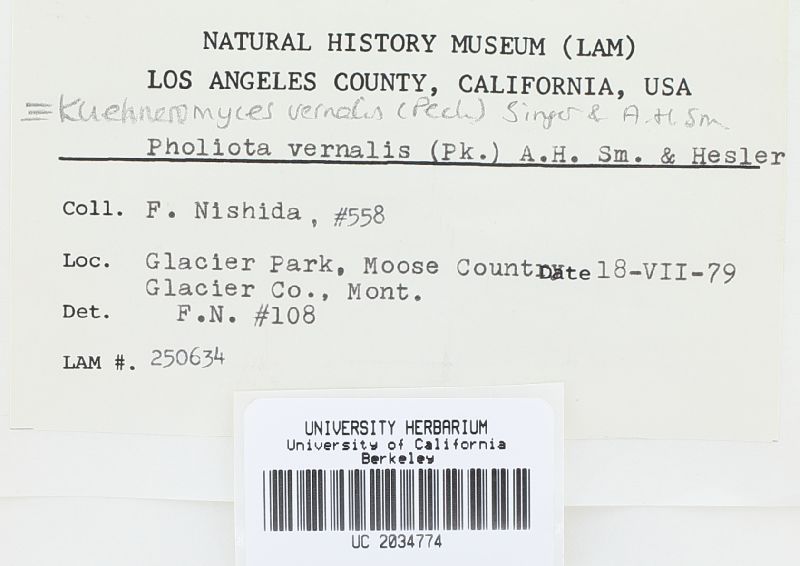 NATURAL HISTORY MUSEUM (LAM)
LOS ANGELES COUNTY, CALIFORNIA, USA
= Kuehneromyces vernalis (Peck) Singer & A.H. Sm.
Pholiota vernalis (Pk.) A.H. Sm. & Hesler
Coll. F. Nishida, #558
Loc. Glacier Park, Moose Country Date 18-VII-79
Glacier Co., Mont.
Det. F.N. #108
LAM #. 250634
UNIVERSITY HERBARIUM
University of California
Berkeley
UC 2034774